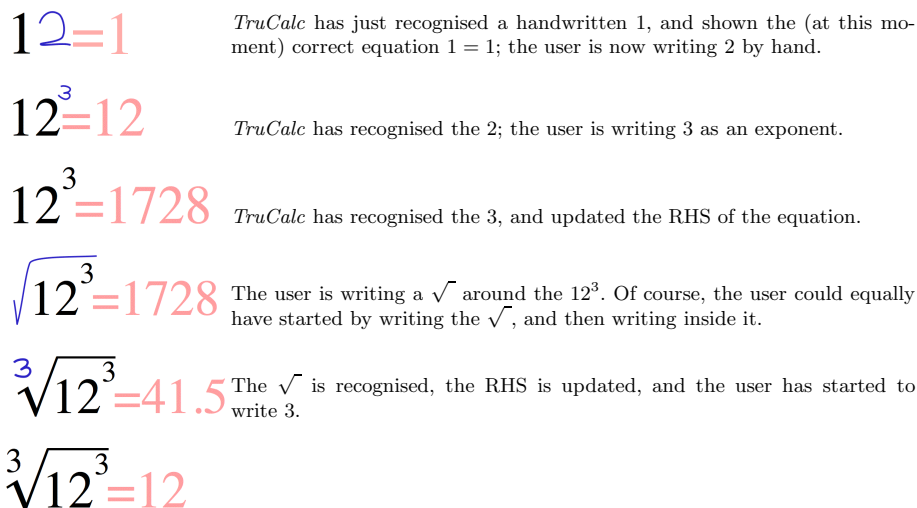 12=1
TruCalc has just recognised a handwritten 1, and shown the (at this mo-
ment) correct equation 1 = 1; the user is now writing 2 by hand.
12³=12
TruCalc has recognised the 2; the user is writing 3 as an exponent.
12³=1728
TruCalc has recognised the 3, and updated the RHS of the equation.
√12³=1728
The user is writing a √ around the 12³. Of course, the user could equally
have started by writing the √, and then writing inside it.
³√12³=41.5
The √ is recognised, the RHS is updated, and the user has started to
write 3.
³√12³=12